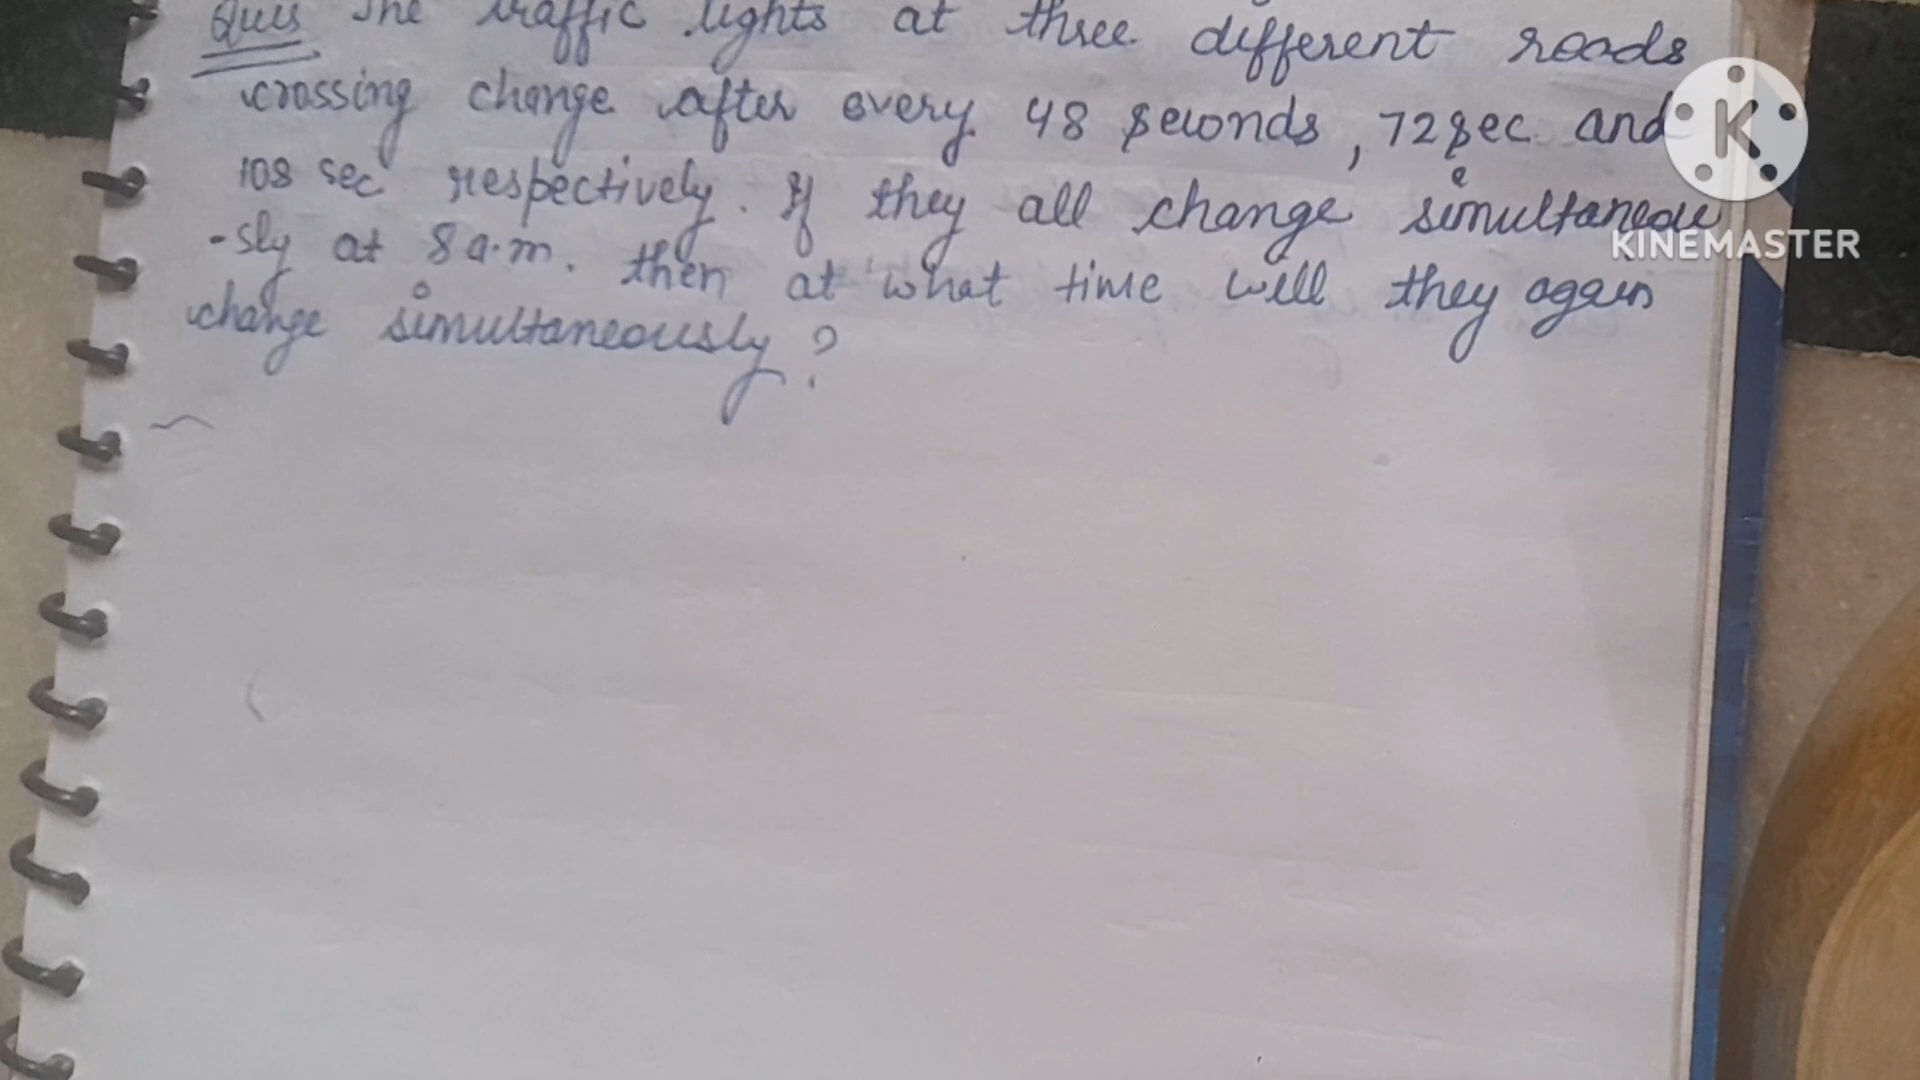 Ques The traffic lights at three different roads
crossing change after every 48 seconds, 72 sec and
108 sec respectively. If they all change simultaneou
-sly at 8 a.m. then at what time will they again
change simultaneously?
KINEMASTER